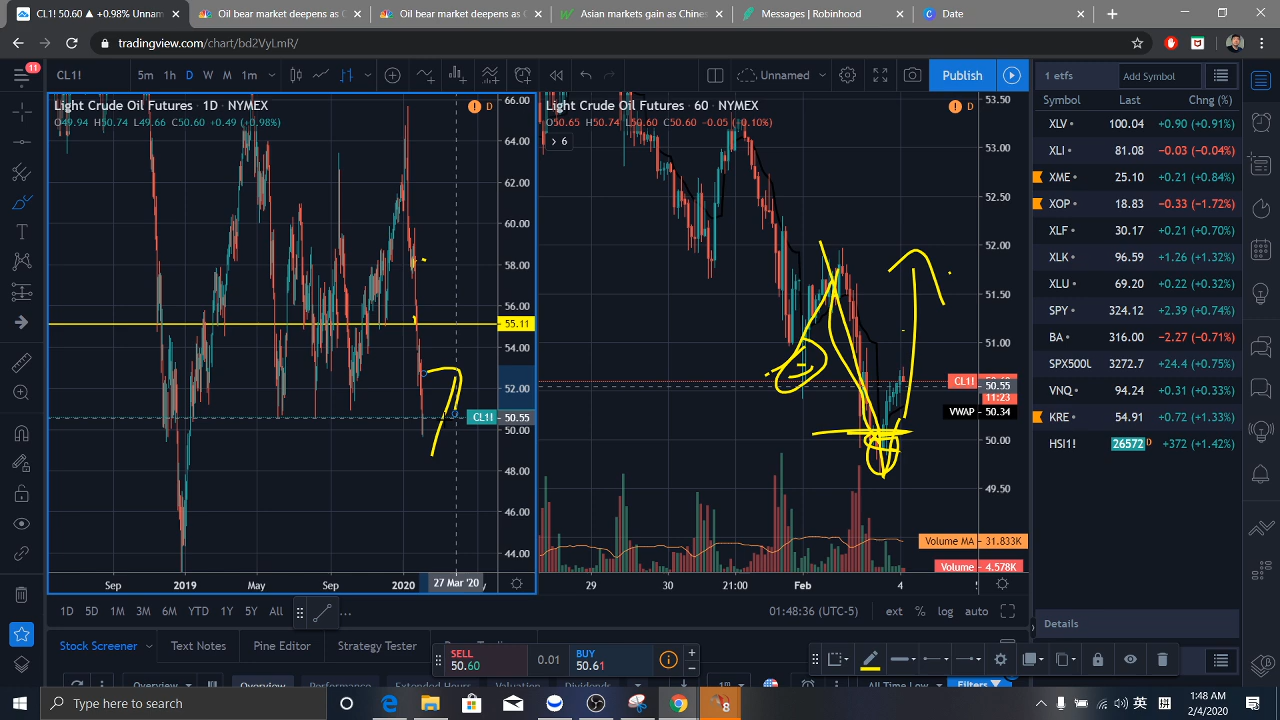 CL1! 50.60 ▲ +0.98% Unnam
Oil bear market deepens as C
Oil bear market deepens as C
Asian markets gain as Chines
Messages | Robinhood
Date
tradingview.com/chart/bd2VyLmR/
11
CL1!
5m 1h D W M 1m
Unnamed
Publish
1 etfs
Add Symbol
Symbol Last Chng (%)
Light Crude Oil Futures · 1D · NYMEX
D
O49.94 H50.74 L49.66 C50.60 +0.49 (+0.98%)
66.00
64.00
62.00
60.00
58.00
56.00
55.11
54.00
52.00
CL1! 50.55
50.00
48.00
46.00
44.00
Sep 2019 May Sep 2020 27 Mar '20
Light Crude Oil Futures · 60 · NYMEX
D
O50.65 H50.74 L50.60 C50.60 −0.05 (−0.10%)
6
53.50
53.00
52.50
52.00
51.50
51.00
CL1!
50.55
11:23
VWAP 50.34
50.00
49.50
Volume MA 31.833K
Volume 4.578K
29 30 21:00 Feb 4
XLV 100.04 +0.90 (+0.91%)
XLI 81.08 −0.03 (−0.04%)
XME 25.10 +0.21 (+0.84%)
XOP 18.83 −0.33 (−1.72%)
XLF 30.17 +0.21 (+0.70%)
XLK 96.59 +1.26 (+1.32%)
XLU 69.20 +0.22 (+0.32%)
SPY 324.12 +2.39 (+0.74%)
BA 316.00 −2.27 (−0.71%)
SPX500L 3272.7 +24.4 (+0.75%)
VNQ 94.24 +0.31 (+0.33%)
KRE 54.91 +0.72 (+1.33%)
HSI1! 26572 D +372 (+1.42%)
Details
1D 5D 1M 3M 6M YTD 1Y 5Y All
01:48:36 (UTC-5) ext % log auto
Stock Screener Text Notes Pine Editor Strategy Tester
SELL
50.60
0.01
BUY
50.61
Overview Overview Performance Extended Hours Valuation Dividends
All Time Low Filters
Type here to search
8
英 拼
1:48 AM
2/4/2020